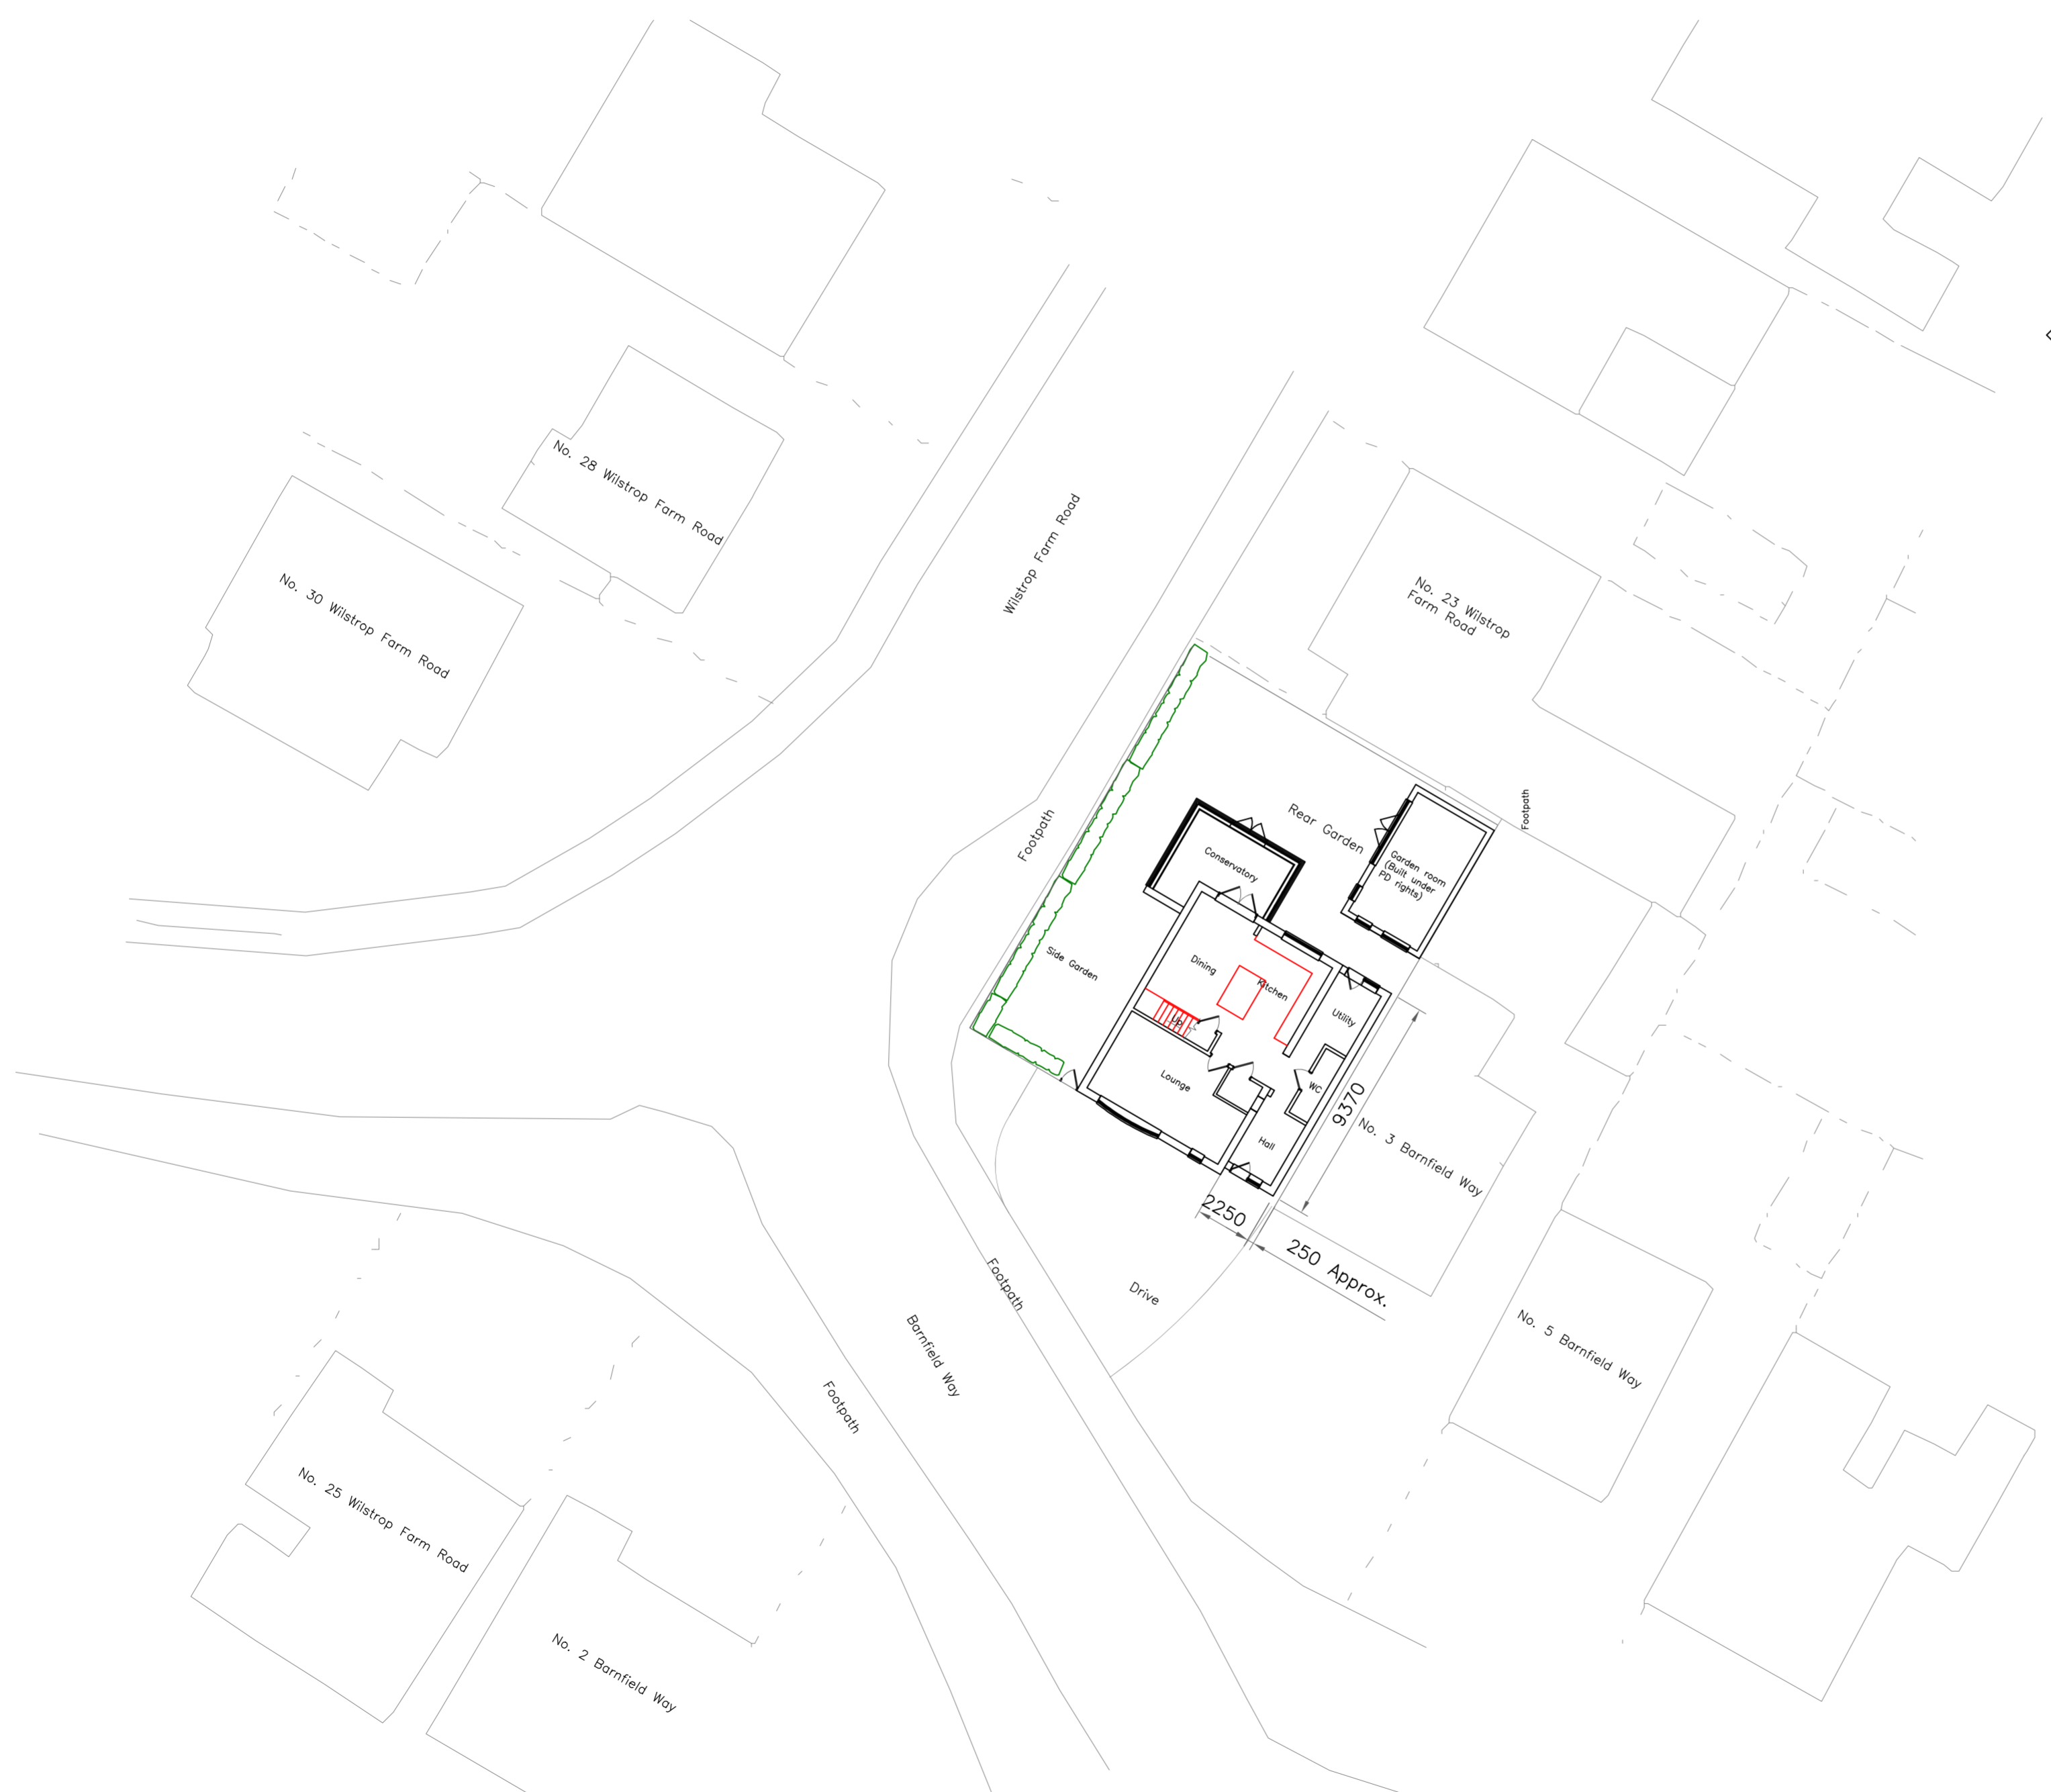 No. 28 Wilstrop Farm Road
No. 30 Wilstrop Farm Road
Wilstrop Farm Road
No. 23 Wilstrop
Farm Road
Footpath
Footpath
Rear Garden
Conservatory
Garden room
(Built under
PD rights)
Side Garden
Dining
Kitchen
Up
Utility
Lounge
WC
Hall
9370
No. 3 Barnfield Way
2250
250 Approx.
Drive
Footpath
Barnfield Way
Footpath
No. 5 Barnfield Way
No. 25 Wilstrop Farm Road
No. 2 Barnfield Way